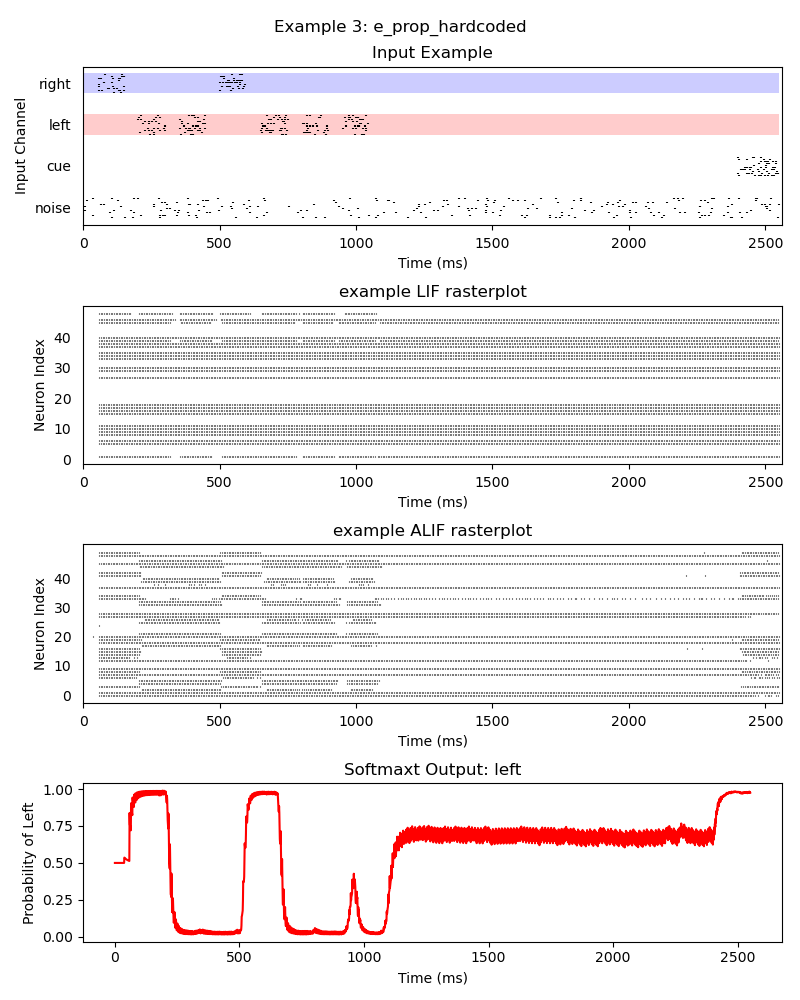 Example 3: e_prop_hardcoded
Input Example
right
left
cue
noise
Input Channel
0 500 1000 1500 2000 2500
Time (ms)
example LIF rasterplot
40
30
20
10
0
Neuron Index
0 500 1000 1500 2000 2500
Time (ms)
example ALIF rasterplot
40
30
20
10
0
Neuron Index
0 500 1000 1500 2000 2500
Time (ms)
Softmaxt Output: left
1.00
0.75
0.50
0.25
0.00
Probability of Left
0 500 1000 1500 2000 2500
Time (ms)